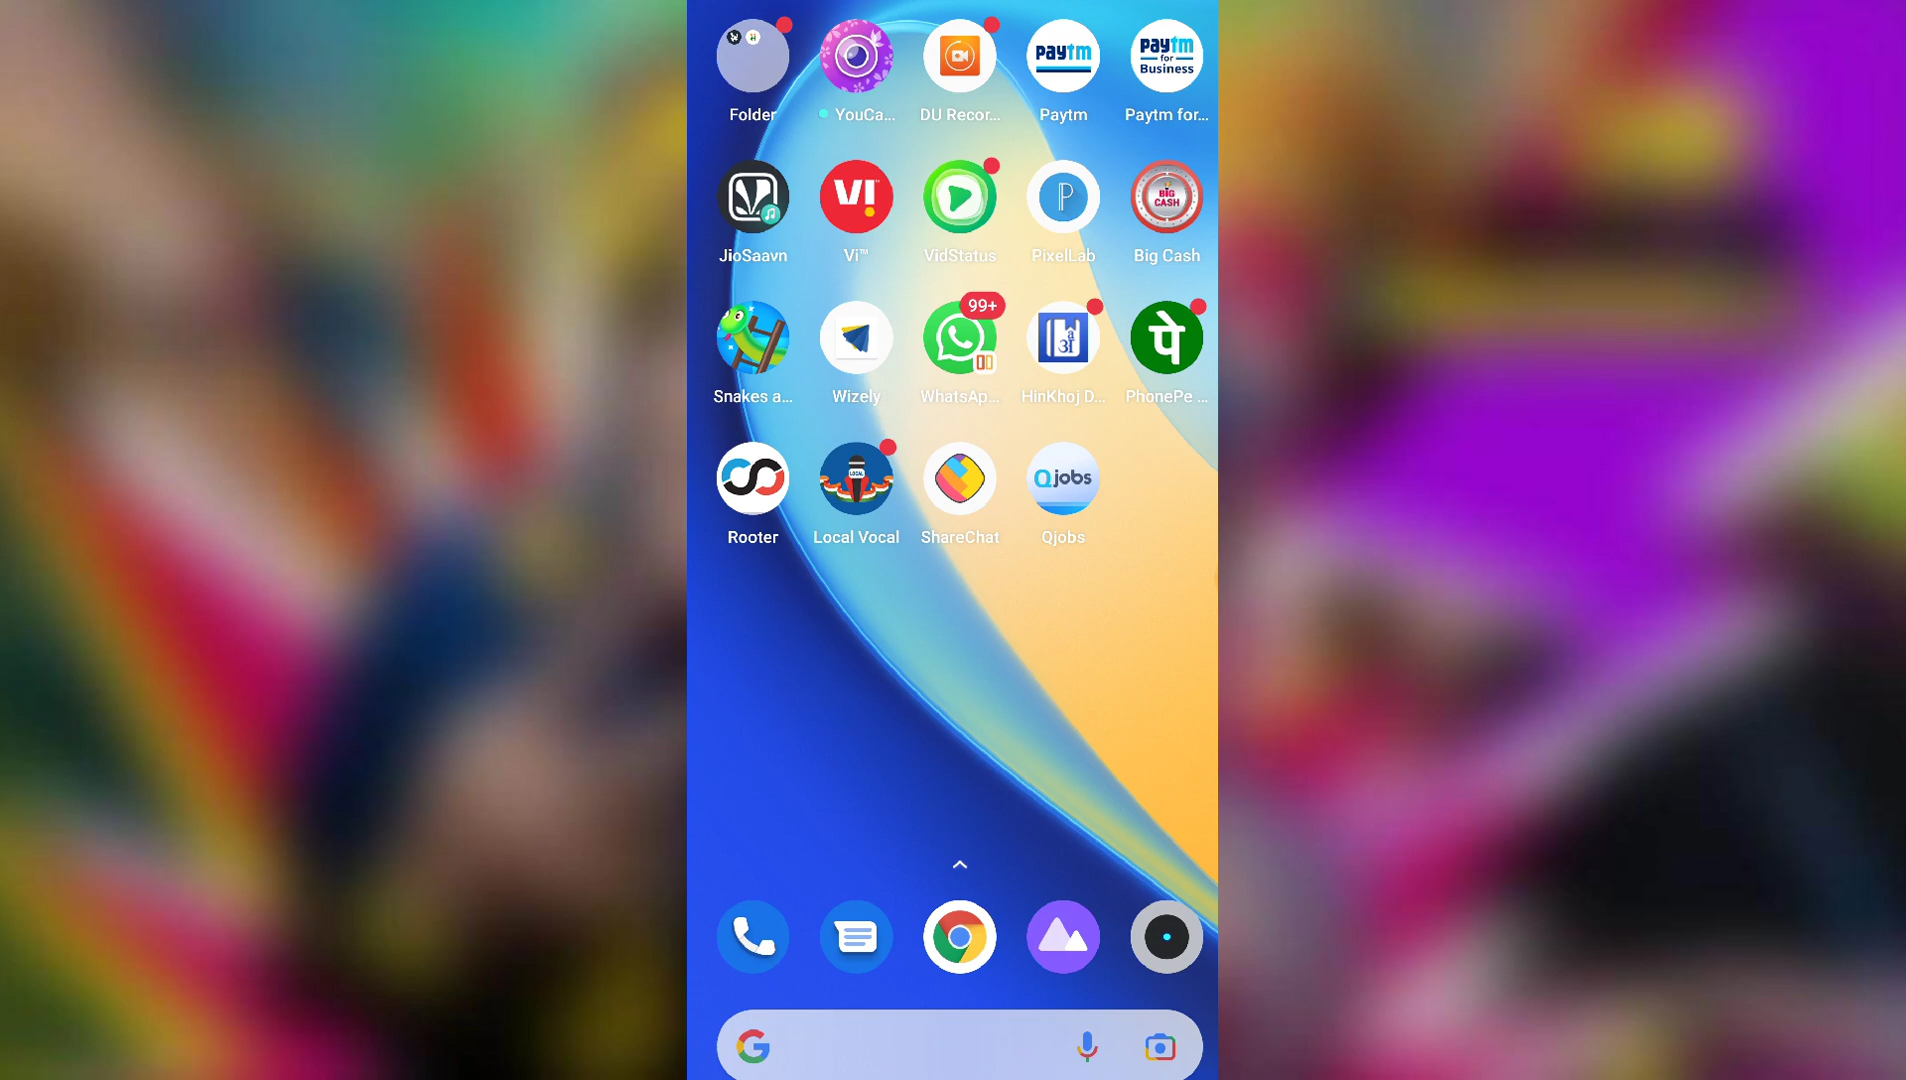 paytm
paytm
for
Business
Folder
YouCa...
DU Recor...
Paytm
Paytm for...
VI
P
BIG
CASH
JioSaavn
Vi™
VidStatus
PixelLab
Big Cash
99+
a
अ
पे
Snakes a...
Wizely
WhatsAp...
HinKhoj D...
PhonePe ...
LOCAL
Qjobs
Rooter
Local Vocal
ShareChat
Qjobs
G